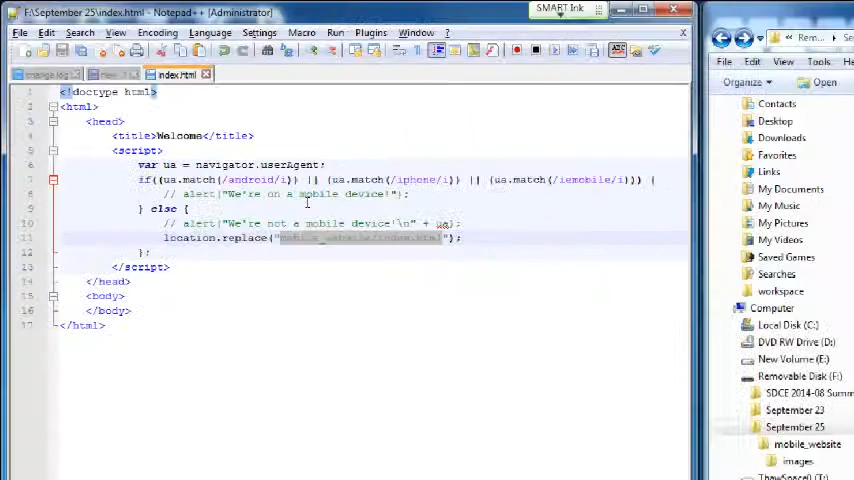 F:\September 25\index.html - Notepad++ [Administrator]
SMART Ink
File Edit Search View Encoding Language Settings Macro Run Plugins Window ?
change.log new 2 index.html
1 <!doctype html>
2 <html>
3 <head>
4 <title>Welcome</title>
5 <script>
6 var ua = navigator.userAgent;
7 if((ua.match(/android/i)) || (ua.match(/iphone/i)) || (ua.match(/iemobile/i))) {
8 // alert("We're on a mobile device!");
9 } else {
10 // alert("We're not a mobile device!\n" + ua);
11 location.replace("mobile_website/index.html");
12 };
13 </script>
14 </head>
15 <body>
16 </body>
17 </html>
Rem...
File Edit View Tools
Organize Open
Contacts
Desktop
Downloads
Favorites
Links
My Documents
My Music
My Pictures
My Videos
Saved Games
Searches
workspace
Computer
Local Disk (C:)
DVD RW Drive (D:)
New Volume (E:)
Removable Disk (F:)
SDCE 2014-08 Summ
September 23
September 25
mobile_website
images
ThawSpace0 (T:)